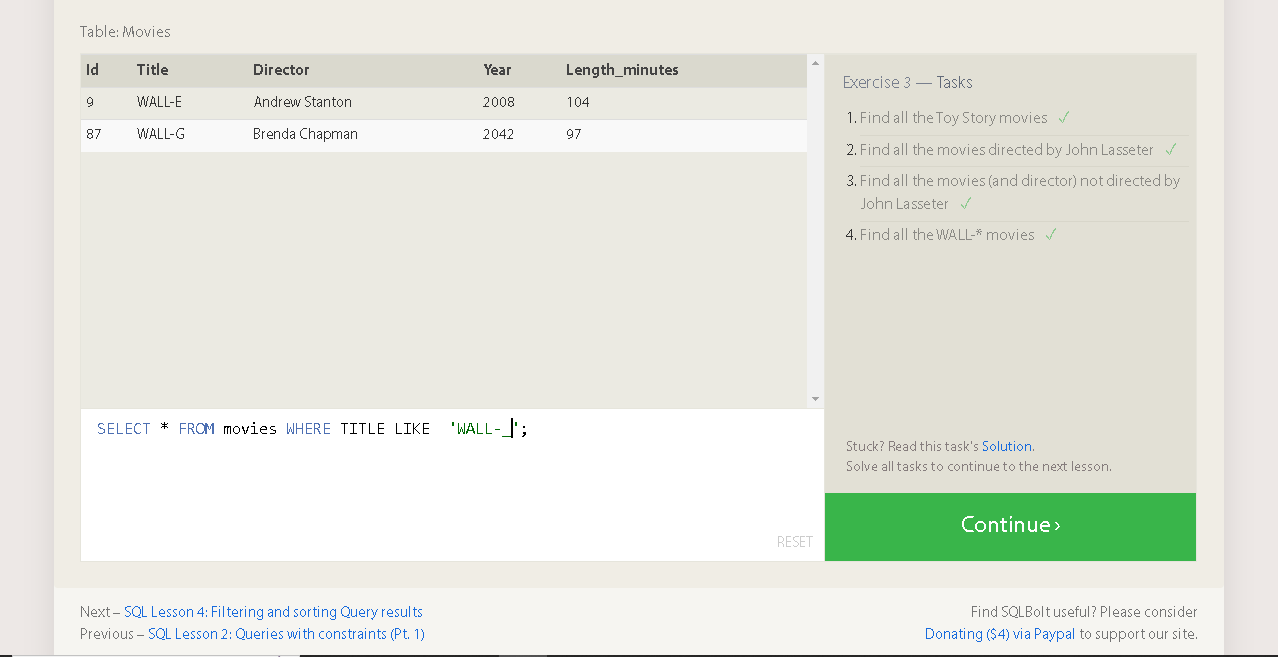 Table: Movies
Id Title Director Year Length_minutes
9 WALL-E Andrew Stanton 2008 104
87 WALL-G Brenda Chapman 2042 97
SELECT * FROM movies WHERE TITLE LIKE  'WALL-_';
RESET
Exercise 3 — Tasks
1. Find all the Toy Story movies ✓
2. Find all the movies directed by John Lasseter ✓
3. Find all the movies (and director) not directed by
John Lasseter ✓
4. Find all the WALL-* movies ✓
Stuck? Read this task's Solution.
Solve all tasks to continue to the next lesson.
Continue ›
Next – SQL Lesson 4: Filtering and sorting Query results
Previous – SQL Lesson 2: Queries with constraints (Pt. 1)
Find SQLBolt useful? Please consider
Donating ($4) via Paypal to support our site.